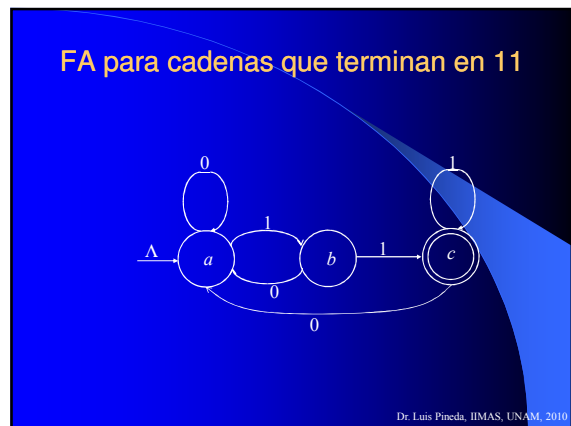 FA para cadenas que terminan en 11
0
1
1
Λ
a
b
1
c
0
0
Dr. Luis Pineda, IIMAS, UNAM, 2010